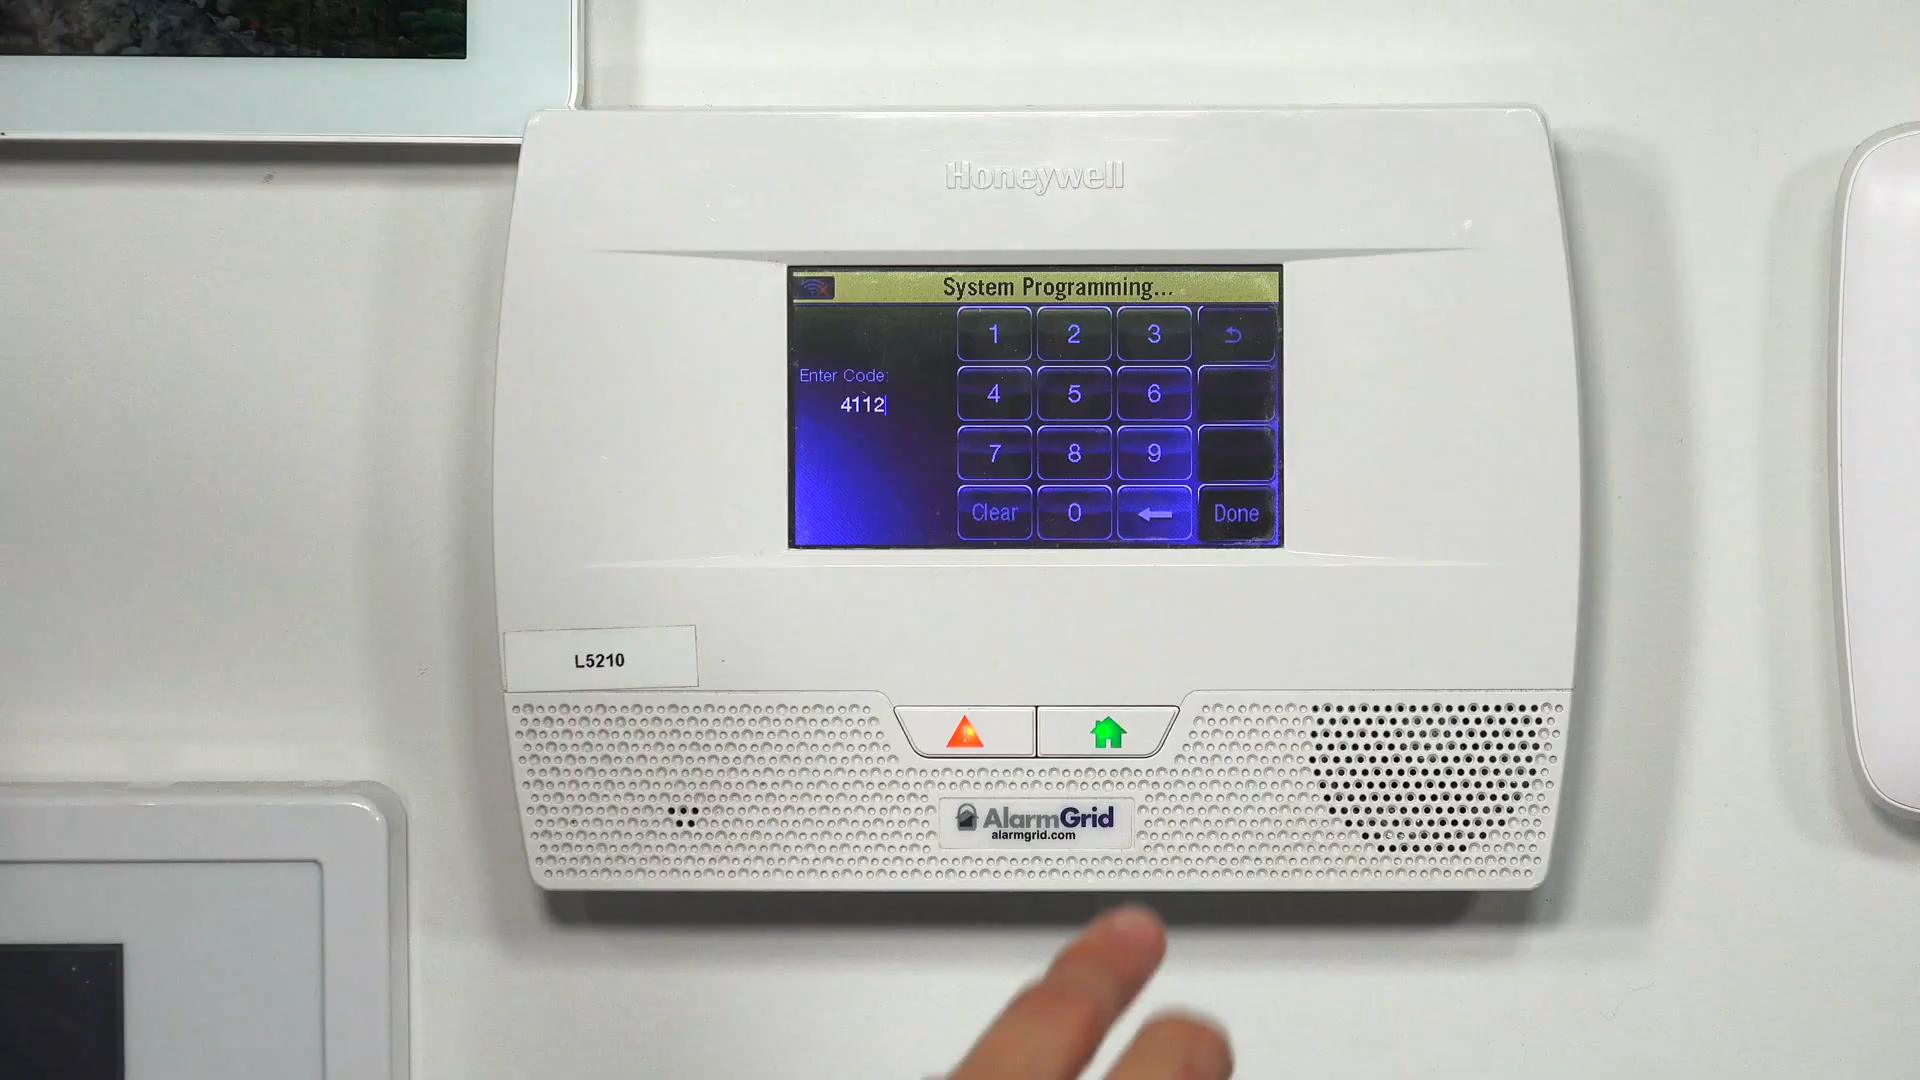 Honeywell
System Programming...
Enter Code:
4112
1 2 3
4 5 6
7 8 9
Clear 0 Done
L5210
AlarmGrid
alarmgrid.com